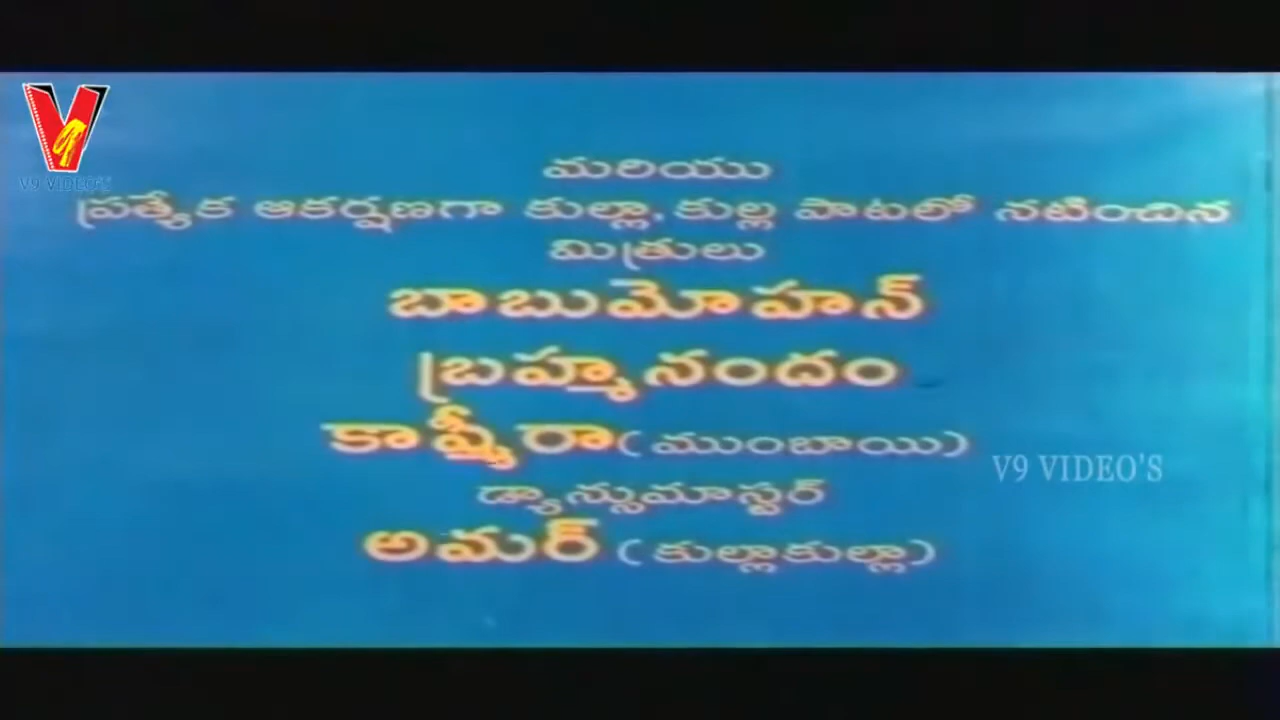 V9 VIDEO'S
మరియు
ప్రత్యేక ఆకర్షణగా కుల్లా, కుల్ల పాటలో నటించిన
మిత్రులు
బాబుమోహన్
బ్రహ్మానందం
కాష్మీరా (ముంబాయి)
V9 VIDEO'S
డ్యాన్సుమాస్టర్
అమర్ (కుల్లాకుల్లా)